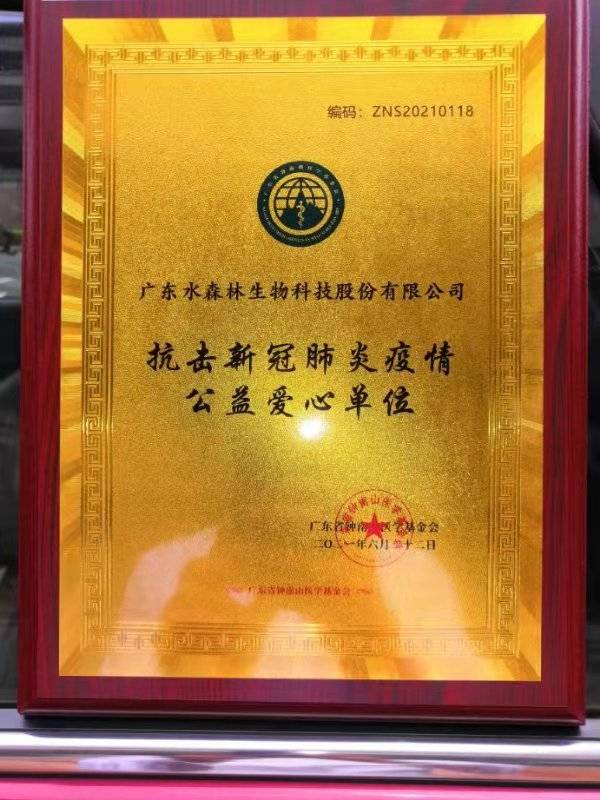 编码：ZNS20210118
广东水森林生物科技股份有限公司
抗击新冠肺炎疫情
公益爱心单位
广东省钟南山医学基金会
二〇二一年六月二十二日
广东省钟南山医学基金会